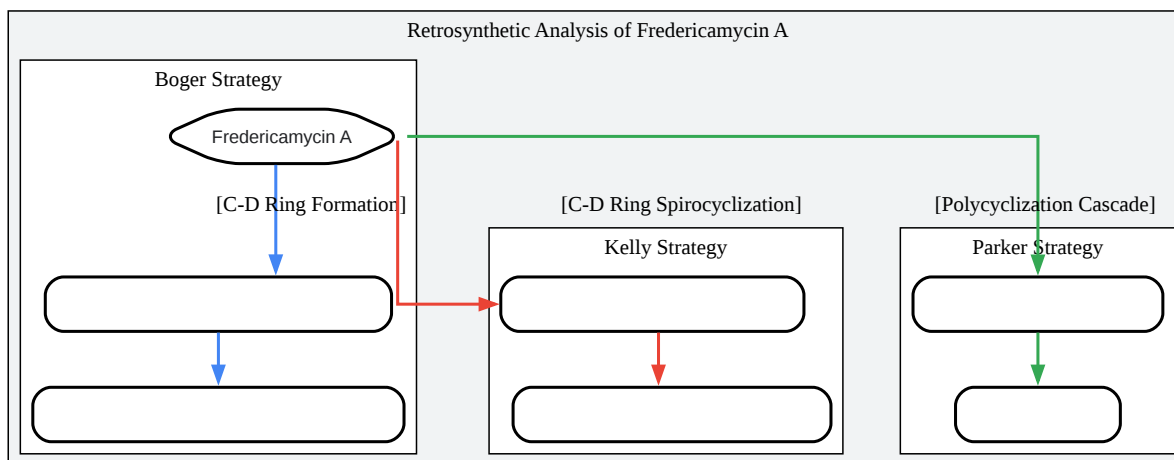 Retrosynthetic Analysis of Fredericamycin A
Boger Strategy
Fredericamycin A
[C-D Ring Formation]
[C-D Ring Spirocyclization]
[Polycyclization Cascade]
Kelly Strategy
Parker Strategy